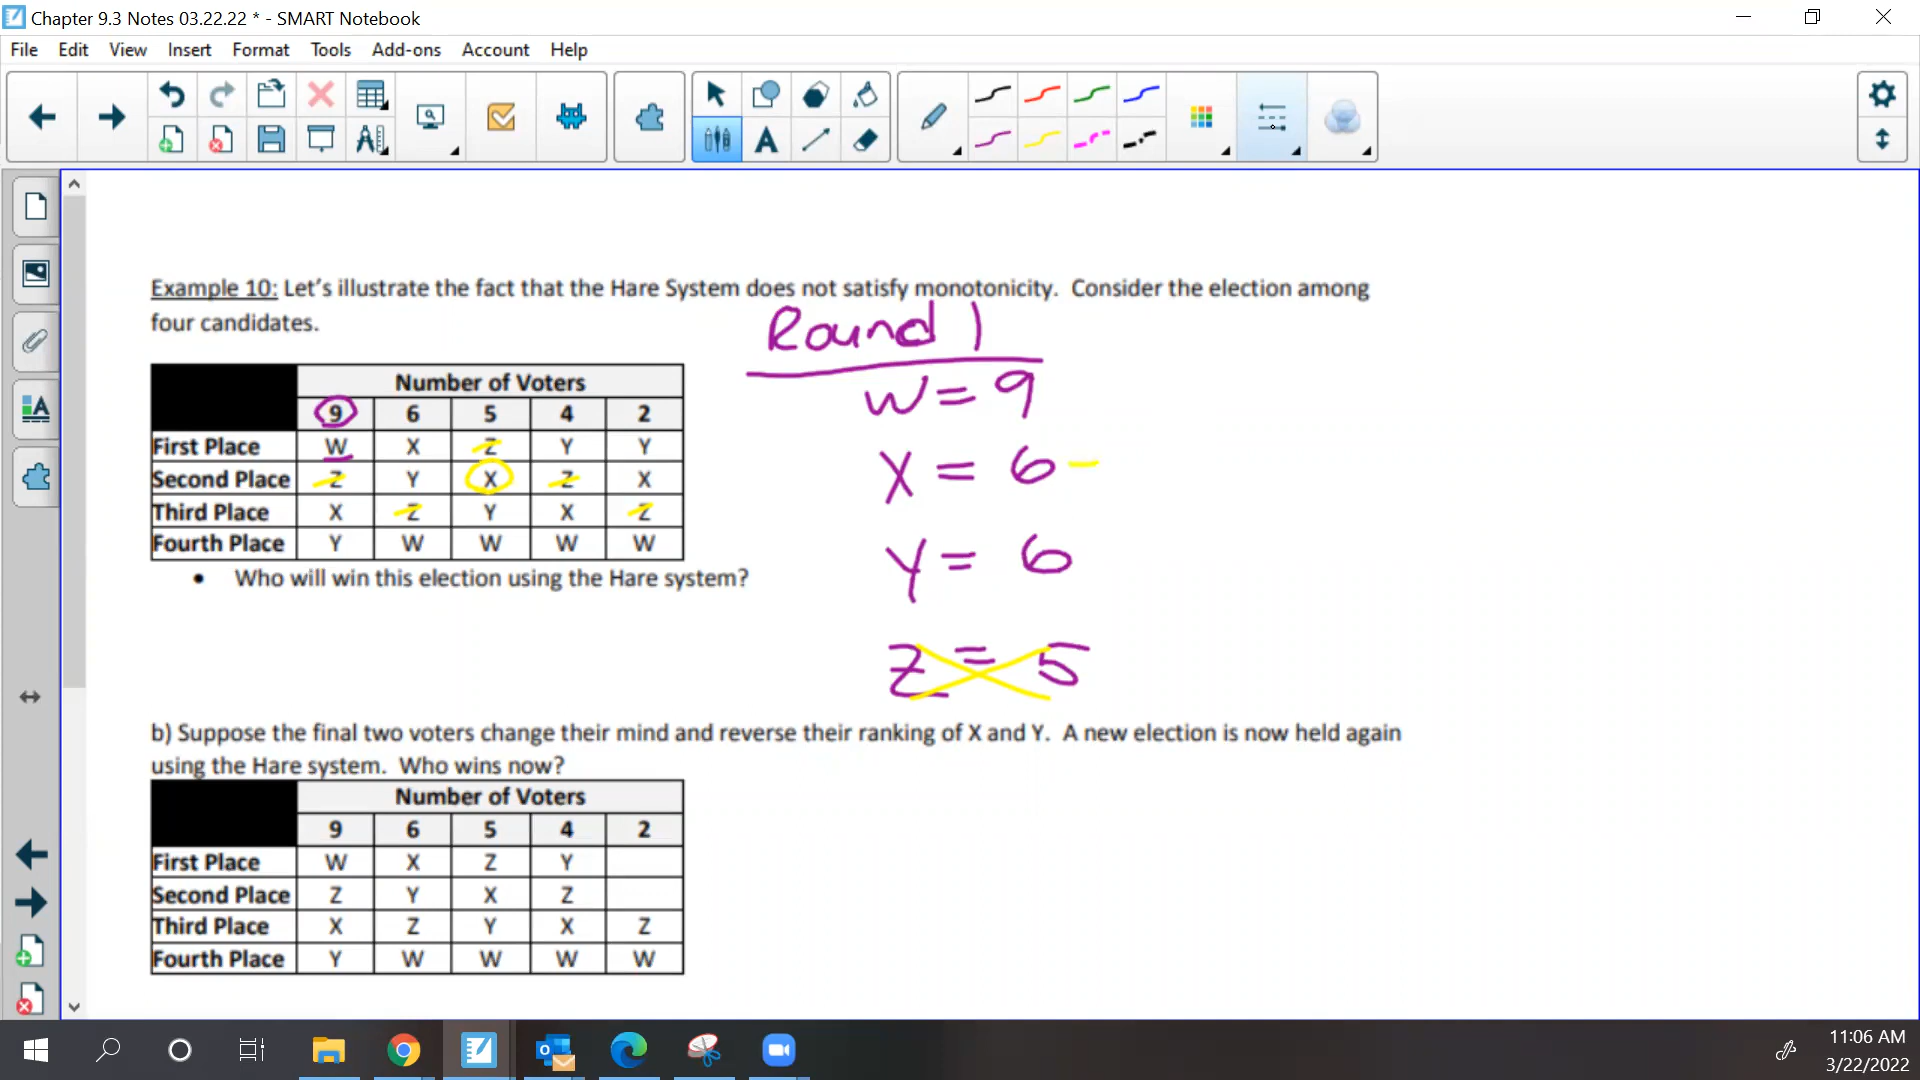 Chapter 9.3 Notes 03.22.22 * - SMART Notebook
File Edit View Insert Format Tools Add-ons Account Help
Example 10: Let's illustrate the fact that the Hare System does not satisfy monotonicity. Consider the election among
four candidates.
Round 1
W = 9
X = 6 -
Y = 6
Z = 5
Number of Voters
9 6 5 4 2
First Place W X Z Y Y
Second Place Z Y X Z X
Third Place X Z Y X Z
Fourth Place Y W W W W
• Who will win this election using the Hare system?
b) Suppose the final two voters change their mind and reverse their ranking of X and Y. A new election is now held again
using the Hare system. Who wins now?
Number of Voters
9 6 5 4 2
First Place W X Z Y
Second Place Z Y X Z
Third Place X Z Y X Z
Fourth Place Y W W W W
11:06 AM
3/22/2022